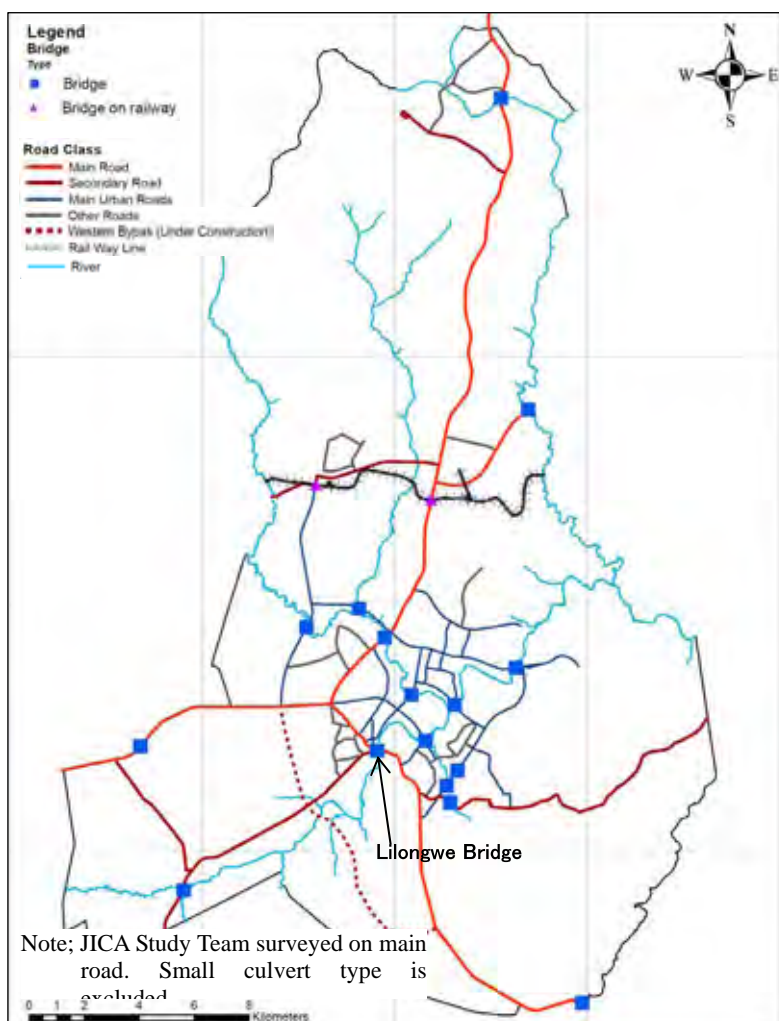 Legend
Bridge
Type
Bridge
Bridge on railway
Road Class
Main Road
Secondary Road
Main Urban Roads
Other Roads
Western Bypas (Under Construction)
Rail Way Line
River
N
W E
S
Lilongwe Bridge
Note; JICA Study Team surveyed on main
road. Small culvert type is
excluded
0 1 2 4 6 8
Kilometers